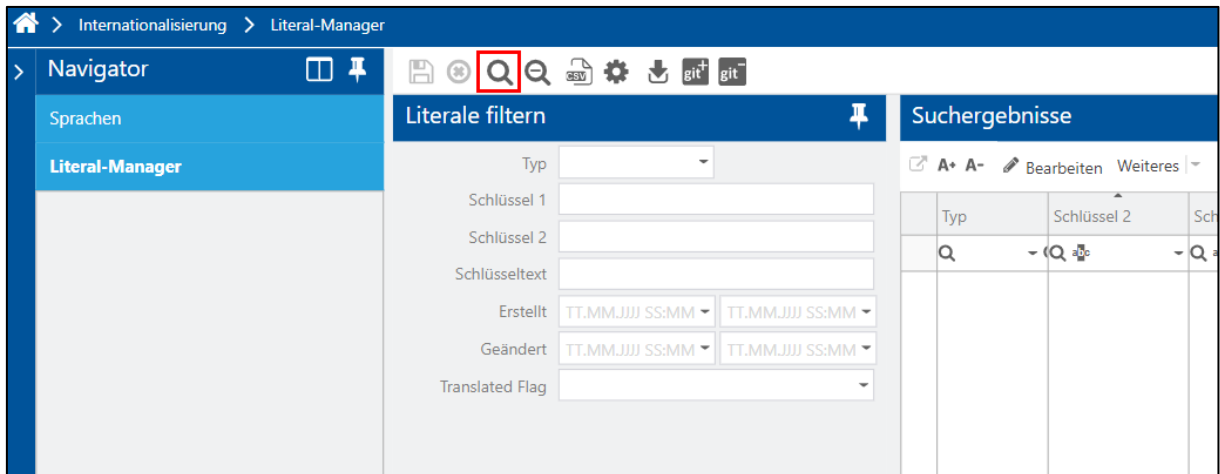 Internationalisierung > Literal-Manager
Navigator
Sprachen
Literal-Manager
CSV git+ git-
Literale filtern
Typ
Schlüssel 1
Schlüssel 2
Schlüsseltext
Erstellt TT.MM.JJJJ SS:MM TT.MM.JJJJ SS:MM
Geändert TT.MM.JJJJ SS:MM TT.MM.JJJJ SS:MM
Translated Flag
Suchergebnisse
A+ A- Bearbeiten Weiteres
Typ Schlüssel 2 Sch
abc